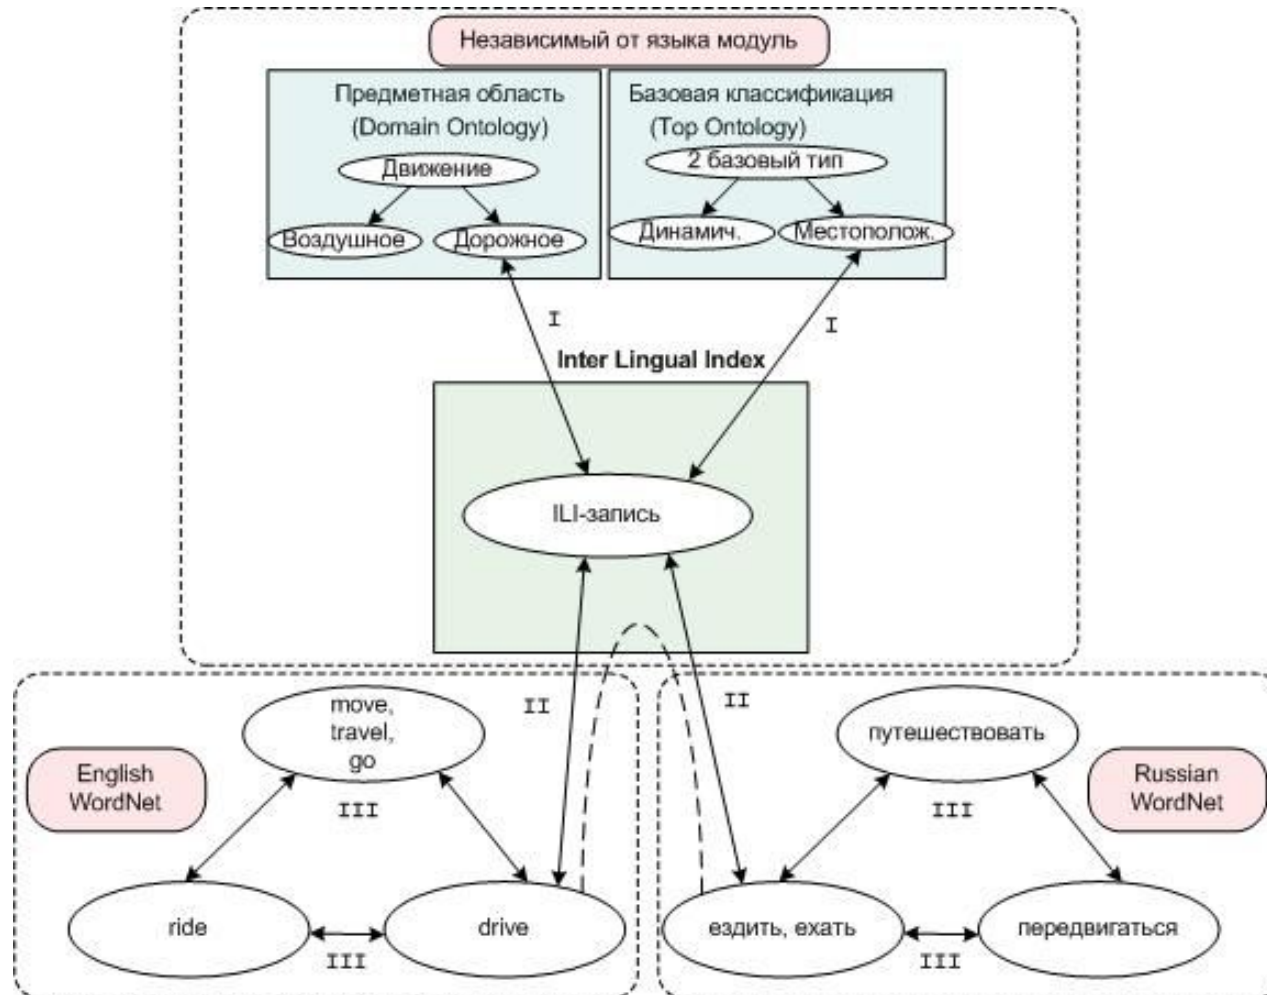 Независимый от языка модуль
Предметная область
(Domain Ontology)
Движение
Воздушное
Дорожное
Базовая классификация
(Top Ontology)
2 базовый тип
Динамич.
Местополож.
I
I
Inter Lingual Index
ILI-запись
II
II
English
WordNet
move,
travel,
go
III
ride
drive
III
путешествовать
Russian
WordNet
III
ездить, ехать
передвигаться
III